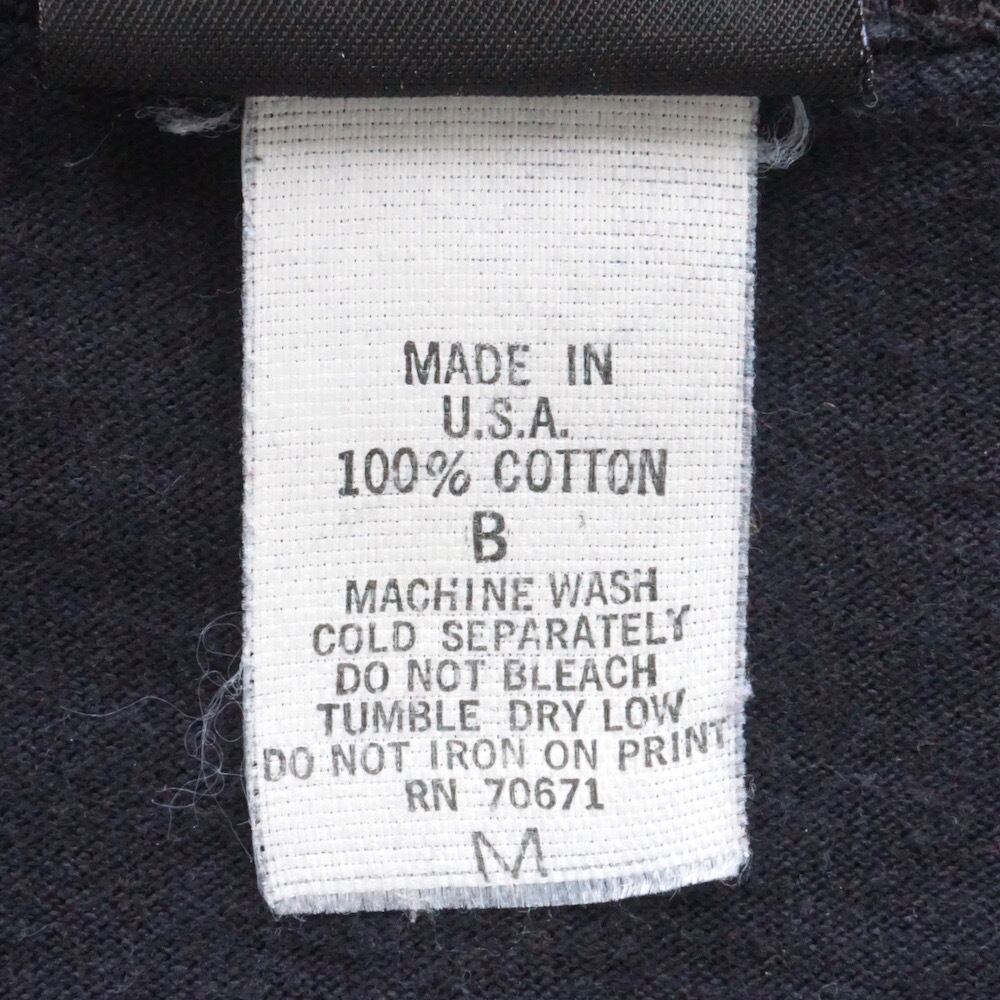 MADE IN
U.S.A.
100% COTTON
B
MACHINE WASH
COLD SEPARATELY
DO NOT BLEACH
TUMBLE DRY LOW
DO NOT IRON ON PRINT
RN 70671
M